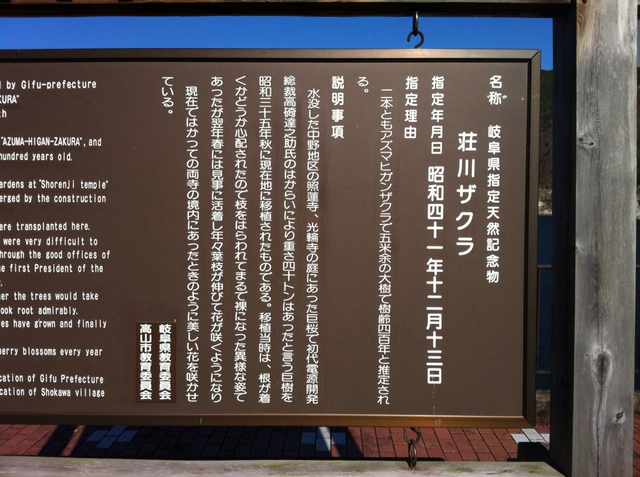 名称 岐阜県指定天然記念物
荘川ザクラ
指定年月日 昭和四十一年十二月十三日
指定理由
二本ともアズマヒガンザクラで五米余の大樹で樹齢四百年と推定され
る。
説明事項
水没した中野地区の照蓮寺、光輪寺の庭にあった巨桜で初代電源開発
総裁高碕達之助氏のはからいにより重さ四十トンはあったと言う巨樹を
昭和三十五年秋に現在地に移植されたものである。移植当時は、根が着
くかどうか心配されたので枝をはらわれてまるで裸になった異様な姿で
あったが翌年春には見事に活着し年々葉枝が伸びて花が咲くようになり
現在ではかつての両寺の境内にあったときのように美しい花を咲かせ
ている。
岐阜県教育委員会
高山市教育委員会
d by Gifu-prefecture
KURA"
th
"AZUMA-HIGAN-ZAKURA", and
hundred years old.
ardens at "Shorenji temple"
erged by the construction
ere transplanted here.
were very difficult to
hrough the good offices of
e first President of the
er the trees would take
ook root admirably.
es have grown and finally
herry blossoms every year
cation of Gifu Prefecture
cation of Shokawa village